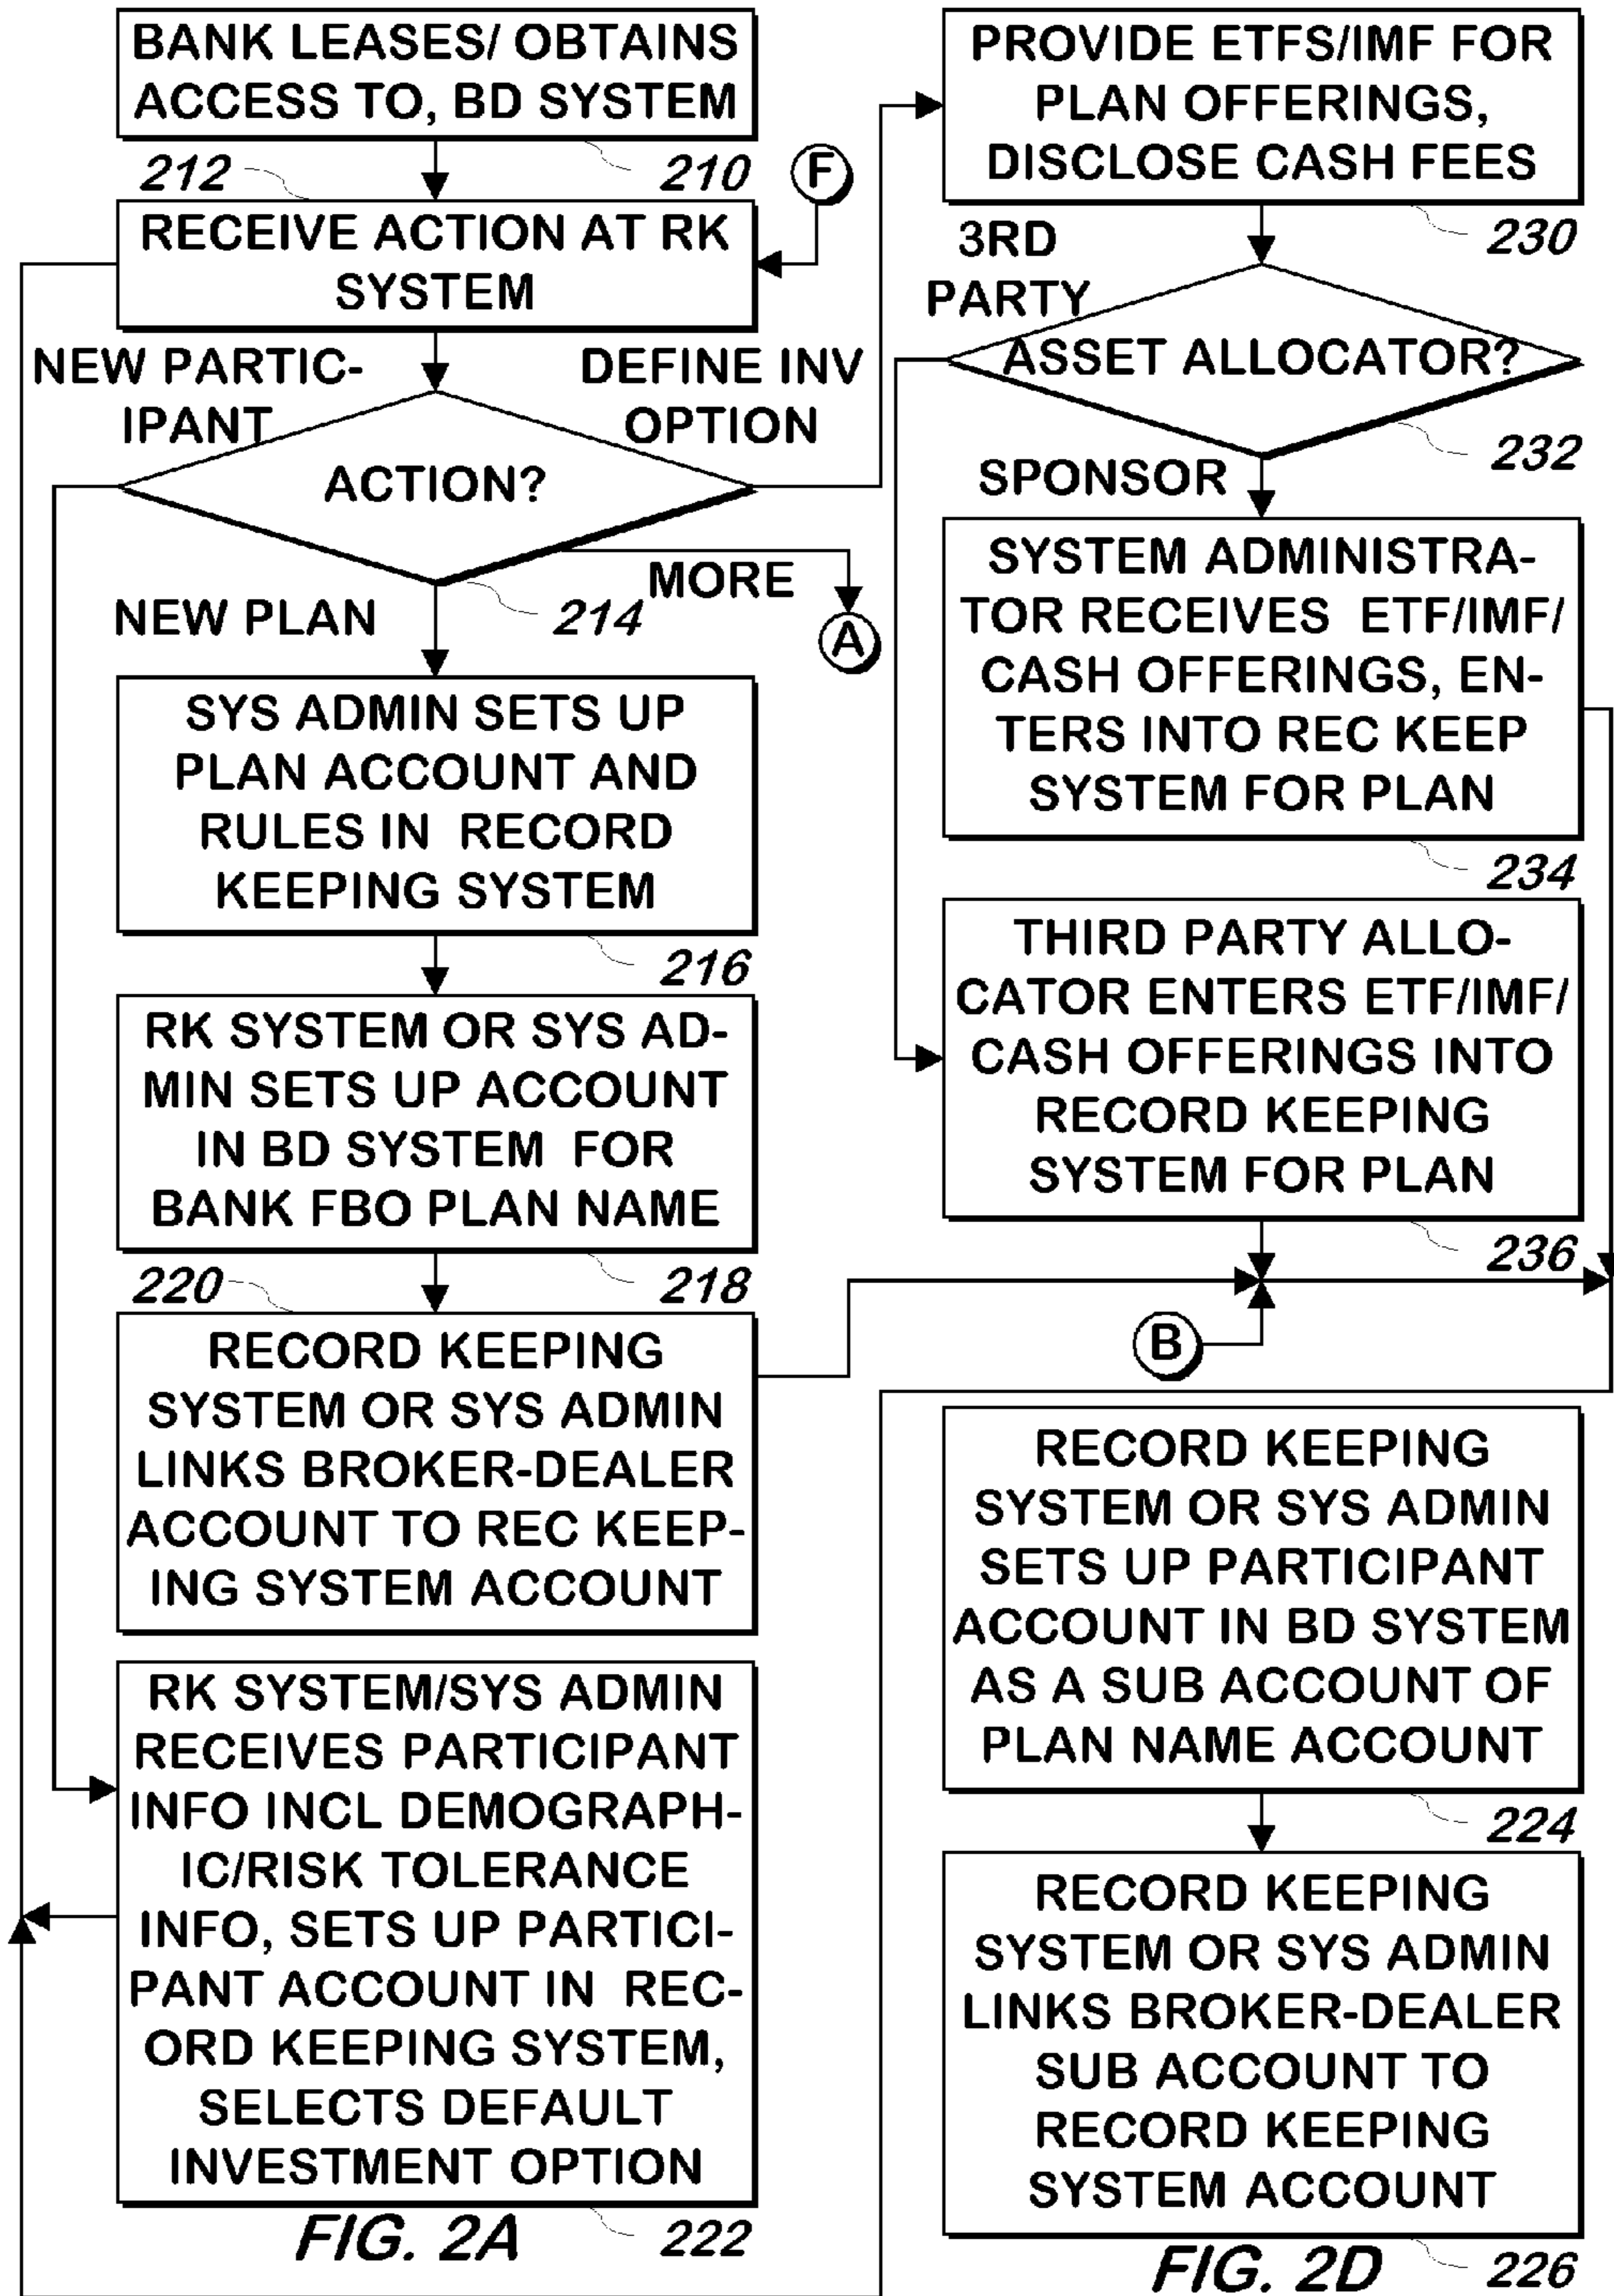 BANK LEASES/ OBTAINS
ACCESS TO, BD SYSTEM
210
212
F
RECEIVE ACTION AT RK
SYSTEM
NEW PARTIC-
IPANT
DEFINE INV
OPTION
ACTION?
MORE
214
A
NEW PLAN
SYS ADMIN SETS UP
PLAN ACCOUNT AND
RULES IN RECORD
KEEPING SYSTEM
216
RK SYSTEM OR SYS AD-
MIN SETS UP ACCOUNT
IN BD SYSTEM FOR
BANK FBO PLAN NAME
218
220
RECORD KEEPING
SYSTEM OR SYS ADMIN
LINKS BROKER-DEALER
ACCOUNT TO REC KEEP-
ING SYSTEM ACCOUNT
RK SYSTEM/SYS ADMIN
RECEIVES PARTICIPANT
INFO INCL DEMOGRAPH-
IC/RISK TOLERANCE
INFO, SETS UP PARTICI-
PANT ACCOUNT IN REC-
ORD KEEPING SYSTEM,
SELECTS DEFAULT
INVESTMENT OPTION
222
FIG. 2A
PROVIDE ETFS/IMF FOR
PLAN OFFERINGS,
DISCLOSE CASH FEES
230
3RD
PARTY
ASSET ALLOCATOR?
232
SPONSOR
SYSTEM ADMINISTRA-
TOR RECEIVES ETF/IMF/
CASH OFFERINGS, EN-
TERS INTO REC KEEP
SYSTEM FOR PLAN
234
THIRD PARTY ALLO-
CATOR ENTERS ETF/IMF/
CASH OFFERINGS INTO
RECORD KEEPING
SYSTEM FOR PLAN
236
B
RECORD KEEPING
SYSTEM OR SYS ADMIN
SETS UP PARTICIPANT
ACCOUNT IN BD SYSTEM
AS A SUB ACCOUNT OF
PLAN NAME ACCOUNT
224
RECORD KEEPING
SYSTEM OR SYS ADMIN
LINKS BROKER-DEALER
SUB ACCOUNT TO
RECORD KEEPING
SYSTEM ACCOUNT
226
FIG. 2D